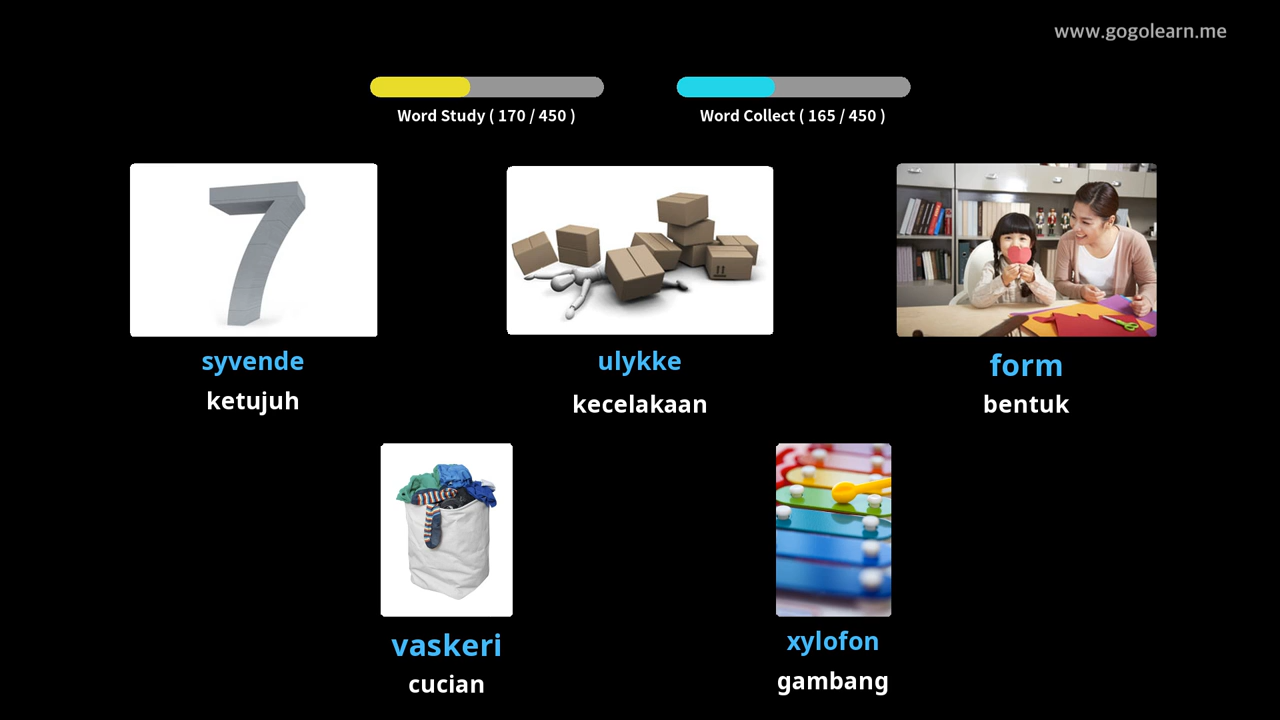 www.gogolearn.me
Word Study ( 170 / 450 )
Word Collect ( 165 / 450 )
7
syvende
ketujuh
ulykke
kecelakaan
form
bentuk
vaskeri
cucian
xylofon
gambang